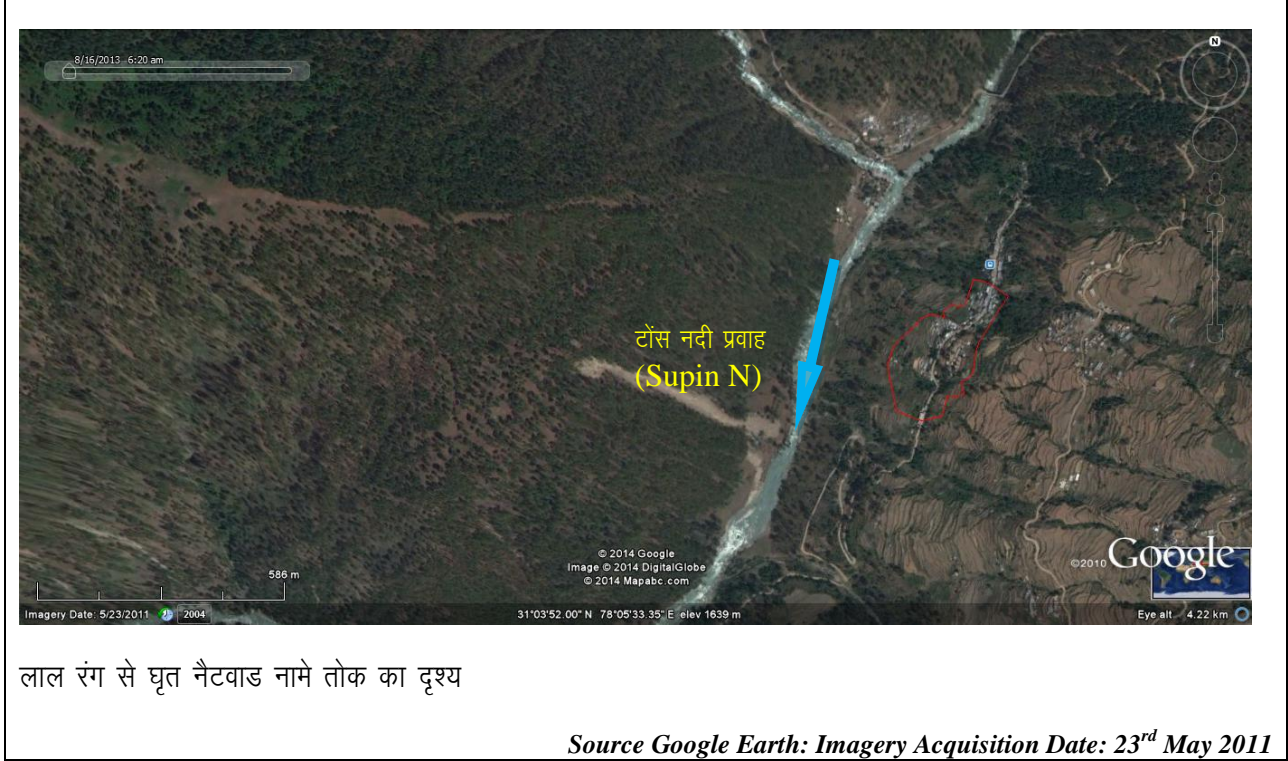 8/16/2013 6:20 am
N
टोंस नदी प्रवाह
(Supin N)
© 2014 Google
Image © 2014 DigitalGlobe
© 2014 Mapabc.com
©2010 Google
586 m
Imagery Date: 5/23/2011 2004 31°03'52.00" N 78°05'33.35" E elev 1639 m Eye alt 4.22 km
लाल रंग से घृत नैटवाड नामे तोक का दृश्य
Source Google Earth: Imagery Acquisition Date: 23rd May 2011